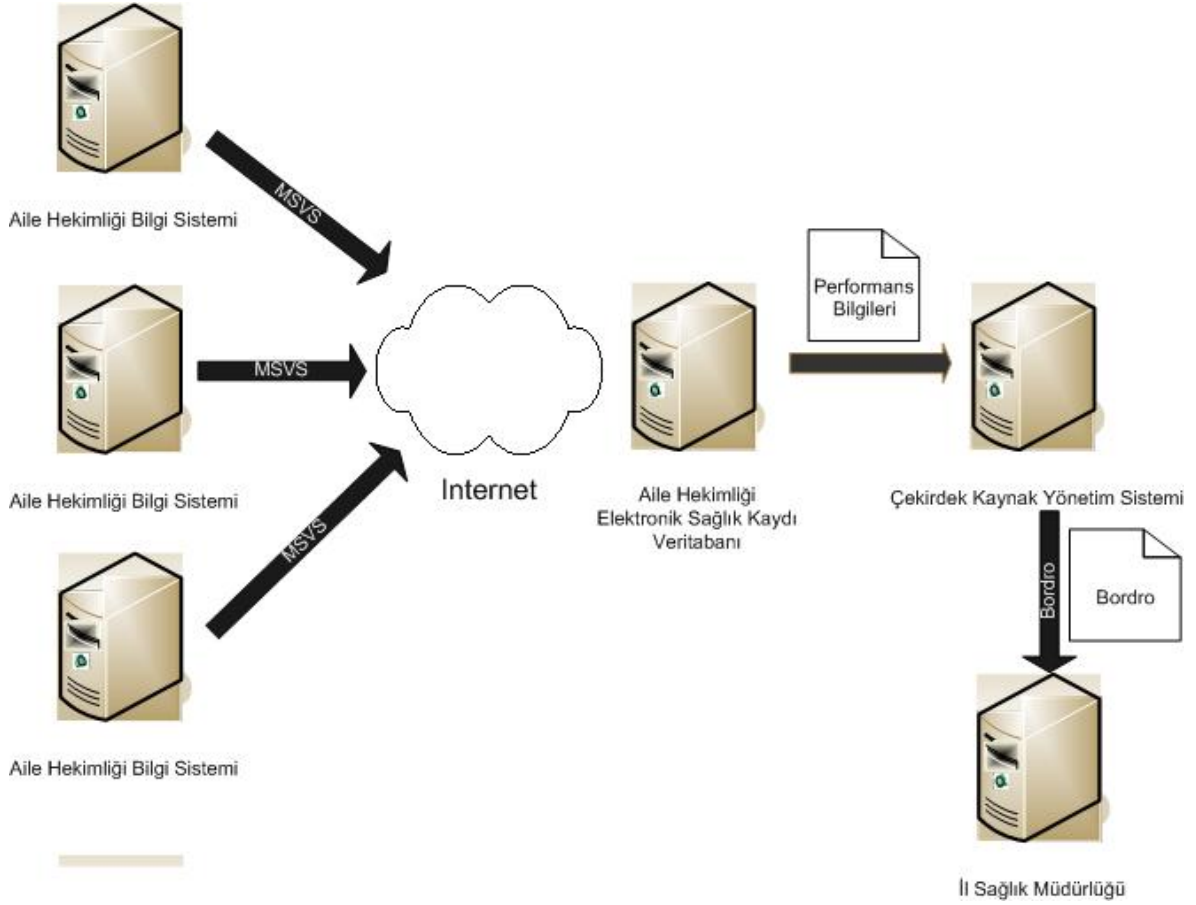 Aile Hekimliği Bilgi Sistemi
MSVS
Aile Hekimliği Bilgi Sistemi
MSVS
Aile Hekimliği Bilgi Sistemi
MSVS
Internet
Aile Hekimliği
Elektronik Sağlık Kaydı
Veritabanı
Performans
Bilgileri
Çekirdek Kaynak Yönetim Sistemi
Bordro
Bordro
İl Sağlık Müdürlüğü